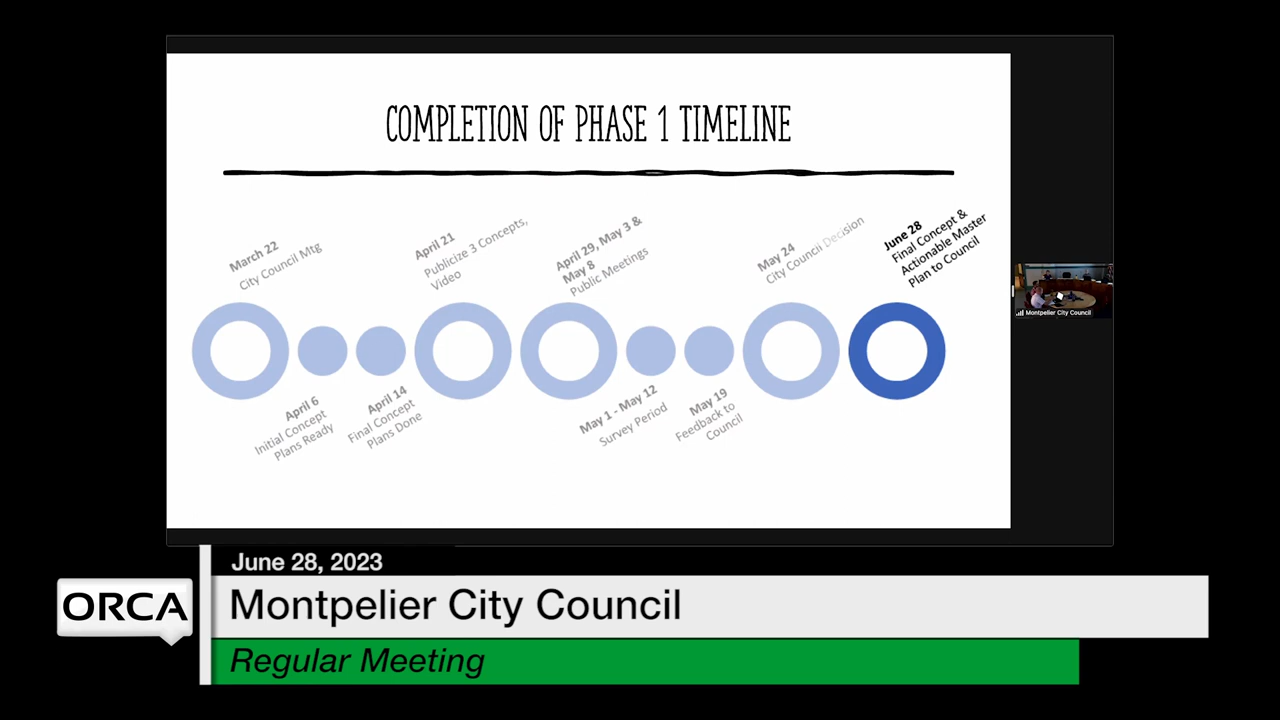 COMPLETION OF PHASE 1 TIMELINE
March 22
City Council Mtg
April 6
Initial Concept
Plans Ready
April 14
Final Concept
Plans Done
April 21
Publicize 3 Concepts,
Video
April 29, May 3 &
May 8
Public Meetings
May 1 - May 12
Survey Period
May 19
Feedback to
Council
May 24
City Council Decision
June 28
Final Concept &
Actionable Master
Plan to Council
Montpelier City Council
June 28, 2023
ORCA
Montpelier City Council
Regular Meeting